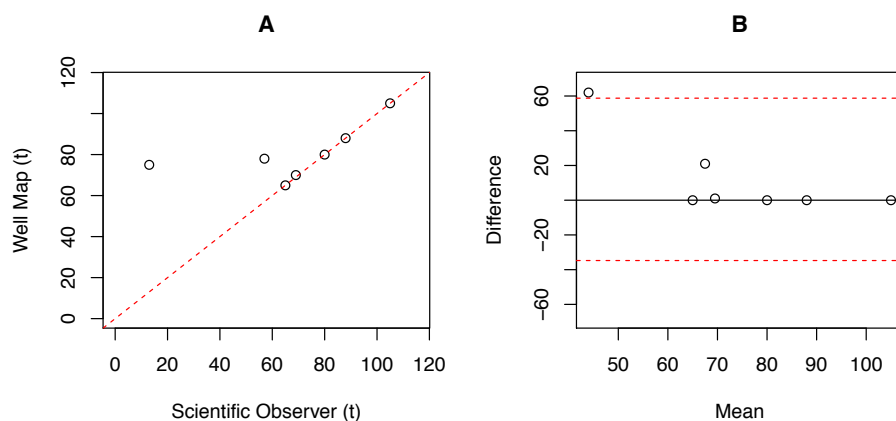 A
Well Map (t)
120
80
60
40
20
0
0 20 40 60 80 100 120
Scientific Observer (t)
B
Difference
60
20
−20
−60
50 60 70 80 90 100
Mean